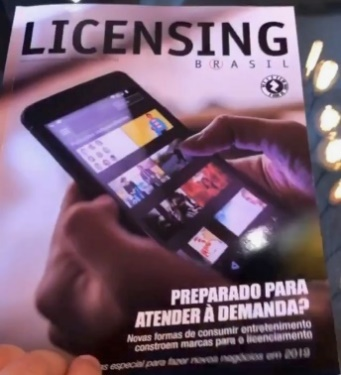 LICENSING
BRASIL
PREPARADO PARA
ATENDER À DEMANDA?
Novas formas de consumir entretenimento
constroem marcas para o licenciamento
especial para fazer novos negócios em 2019